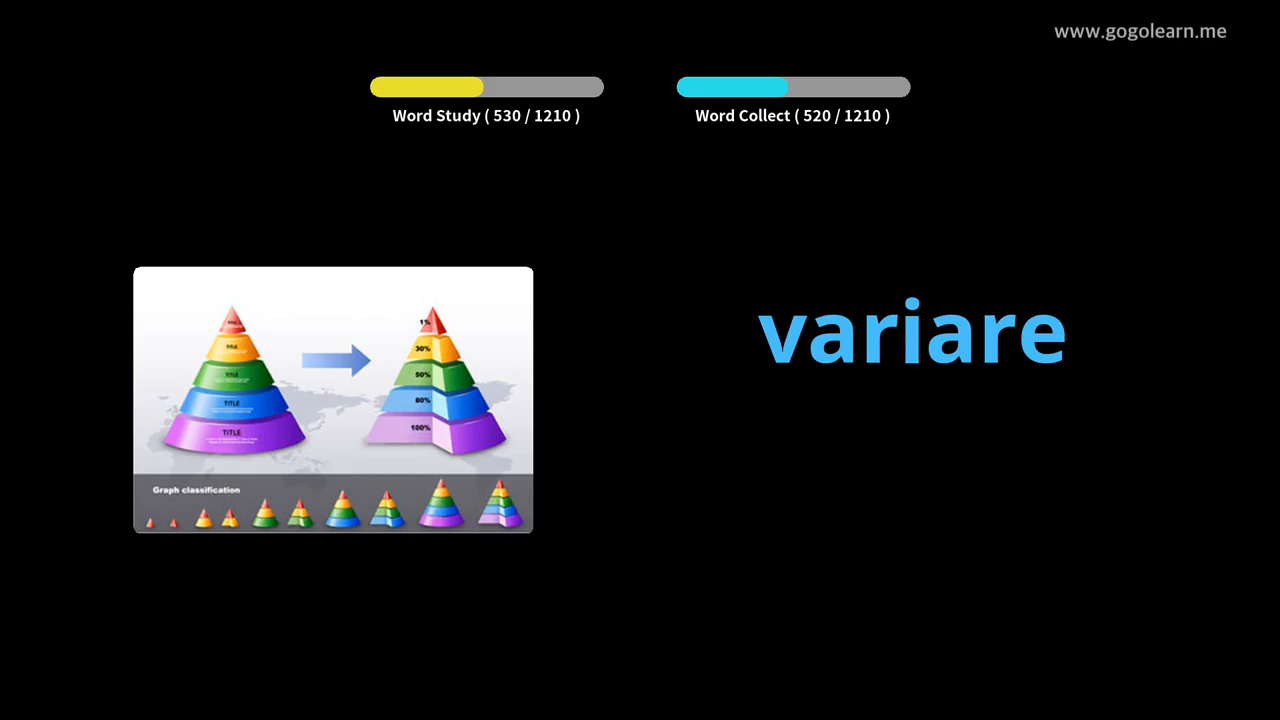 www.gogolearn.me
Word Study ( 530 / 1210 )
Word Collect ( 520 / 1210 )
variare
TITLE
TITLE
TITLE
TITLE
1%
30%
50%
80%
100%
Graph classification